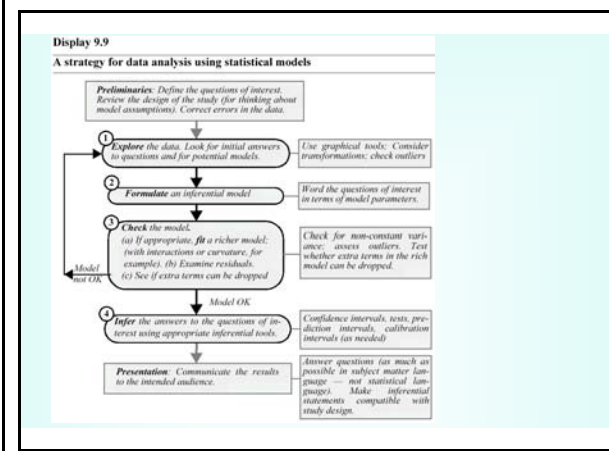 Display 9.9
A strategy for data analysis using statistical models
Preliminaries: Define the questions of interest.
Review the design of the study (for thinking about
model assumptions). Correct errors in the data.
1
Explore the data. Look for initial answers
to questions and for potential models.
Use graphical tools; Consider
transformations; check outliers
2
Formulate an inferential model
Word the questions of interest
in terms of model parameters.
3
Check the model.
(a) If appropriate, fit a richer model;
(with interactions or curvature, for
example). (b) Examine residuals.
(c) See if extra terms can be dropped
Check for non-constant vari-
ance; assess outliers. Test
whether extra terms in the rich
model can be dropped.
Model
not OK
Model OK
4
Infer the answers to the questions of in-
terest using appropriate inferential tools.
Confidence intervals, tests, pre-
diction intervals, calibration
intervals (as needed)
Presentation: Communicate the results
to the intended audience.
Answer questions (as much as
possible in subject matter lan-
guage — not statistical lan-
guage). Make inferential
statements compatible with
study design.